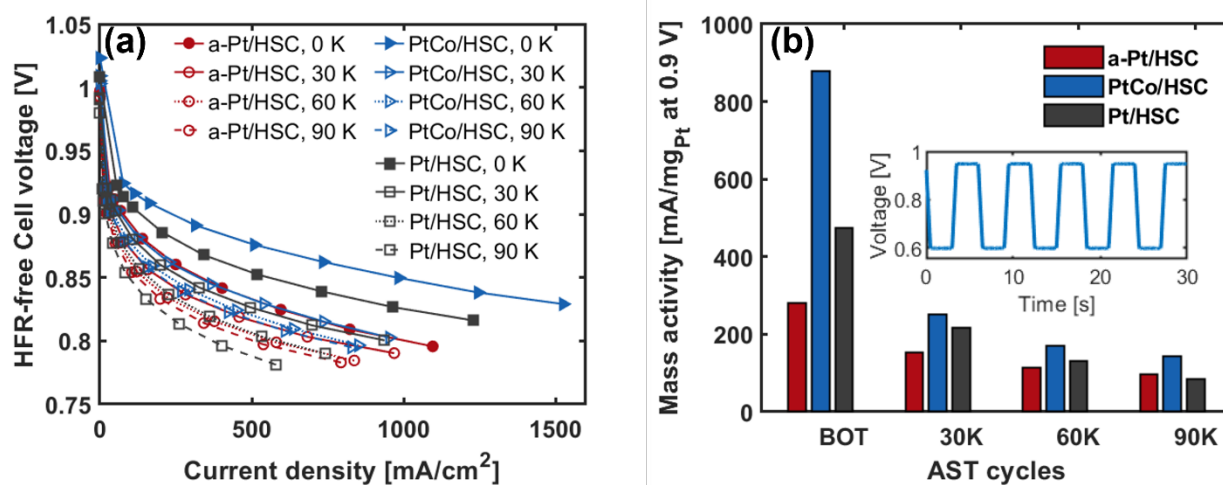 (a)
HFR-free Cell voltage [V]
1.05
1
0.95
0.9
0.85
0.8
0.75
a-Pt/HSC, 0 K
a-Pt/HSC, 30 K
a-Pt/HSC, 60 K
a-Pt/HSC, 90 K
PtCo/HSC, 0 K
PtCo/HSC, 30 K
PtCo/HSC, 60 K
PtCo/HSC, 90 K
Pt/HSC, 0 K
Pt/HSC, 30 K
Pt/HSC, 60 K
Pt/HSC, 90 K
0 500 1000 1500
Current density [mA/cm²]
(b)
Mass activity [mA/mg_Pt at 0.9 V]
1000
800
600
400
200
0
a-Pt/HSC
PtCo/HSC
Pt/HSC
Voltage [V]
1
0.8
0.6
0 10 20 30
Time [s]
BOT 30K 60K 90K
AST cycles